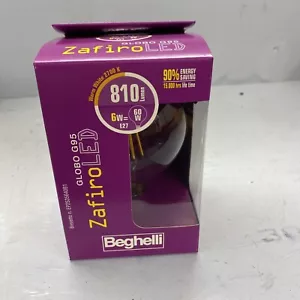 GLOBO G95
ZafiroLED
Warm White 2700 K
810 Lumen
6W= 60W
E27
90% ENERGY
SAVING
15.000 hrs life time
GLOBO G95
ZafiroLED
Beghelli